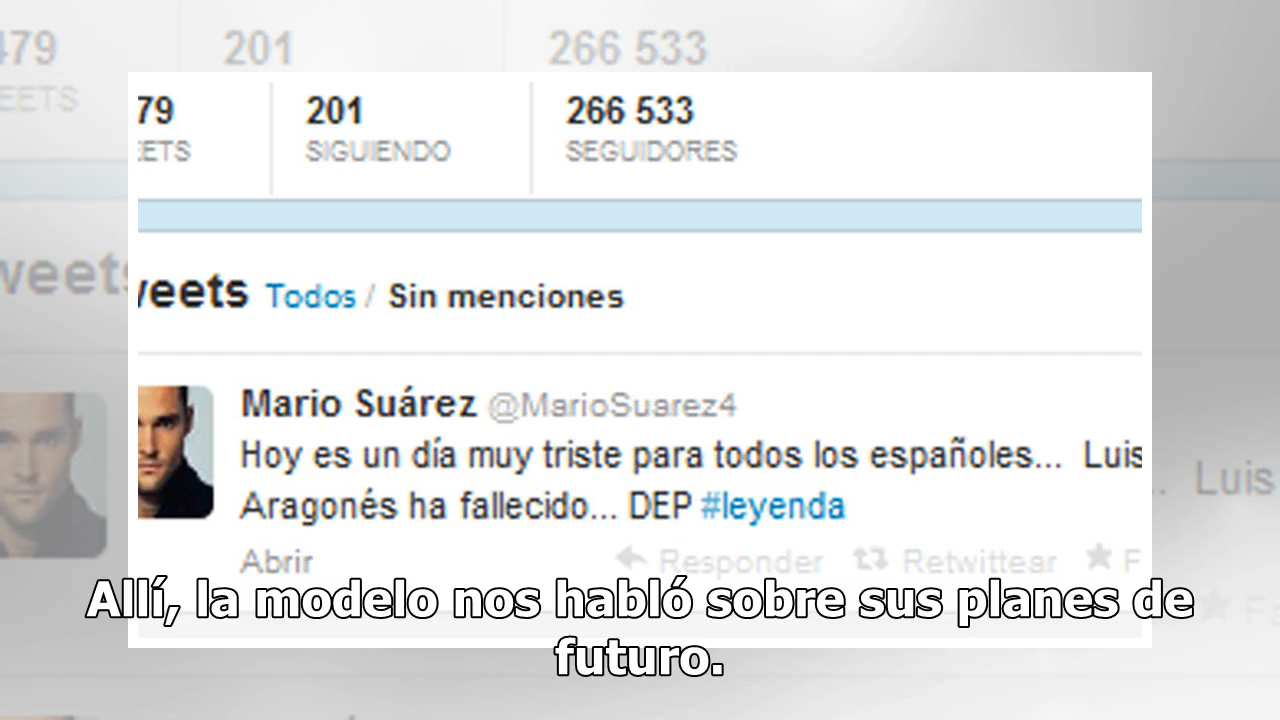 79 201 266 533
EETS SIGUIENDO SEGUIDORES
weets Todos / Sin menciones
Mario Suárez @MarioSuarez4
Hoy es un día muy triste para todos los españoles... Luis
Aragonés ha fallecido... DEP #leyenda
Abrir Responder Retwittear F
Allí, la modelo nos habló sobre sus planes de
futuro.